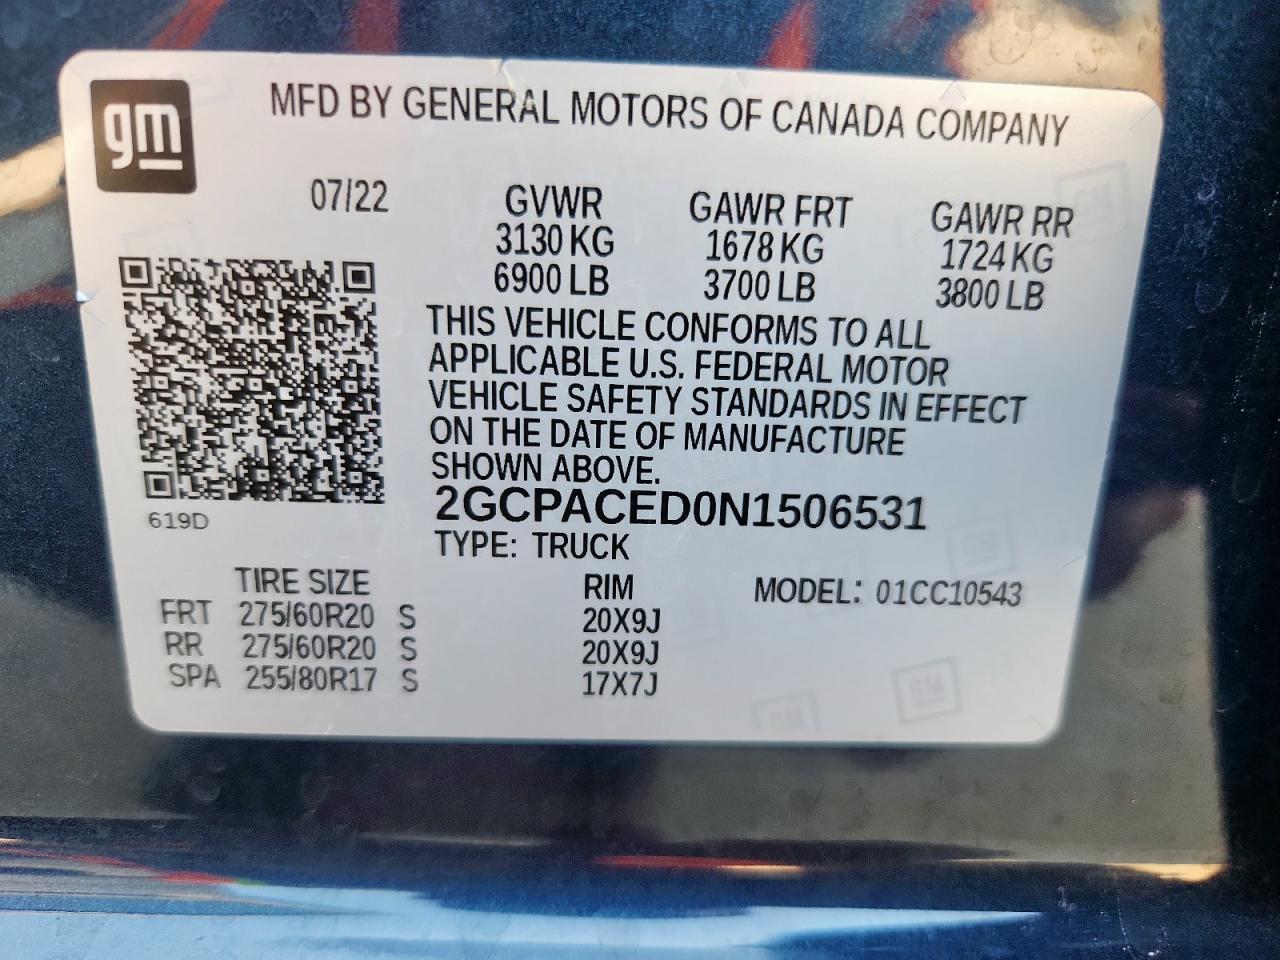 gm
MFD BY GENERAL MOTORS OF CANADA COMPANY
07/22 GVWR GAWR FRT GAWR RR
3130 KG 1678 KG 1724 KG
6900 LB 3700 LB 3800 LB
THIS VEHICLE CONFORMS TO ALL
APPLICABLE U.S. FEDERAL MOTOR
VEHICLE SAFETY STANDARDS IN EFFECT
ON THE DATE OF MANUFACTURE
SHOWN ABOVE.
2GCPACED0N1506531
619D
TYPE: TRUCK
TIRE SIZE RIM MODEL: 01CC10543
FRT 275/60R20 S 20X9J
RR 275/60R20 S 20X9J
SPA 255/80R17 S 17X7J